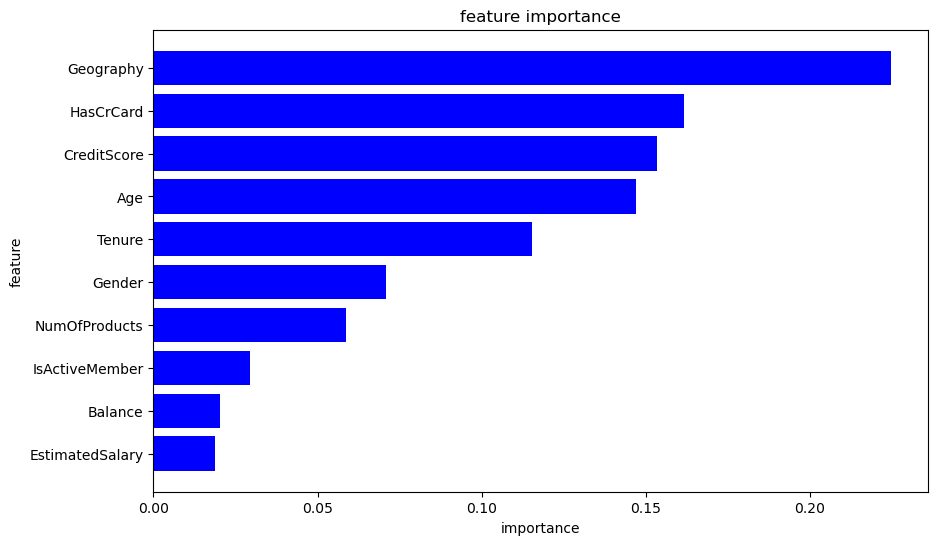 feature importance
Geography
HasCrCard
CreditScore
Age
Tenure
Gender
NumOfProducts
IsActiveMember
Balance
EstimatedSalary
feature
0.00 0.05 0.10 0.15 0.20
importance